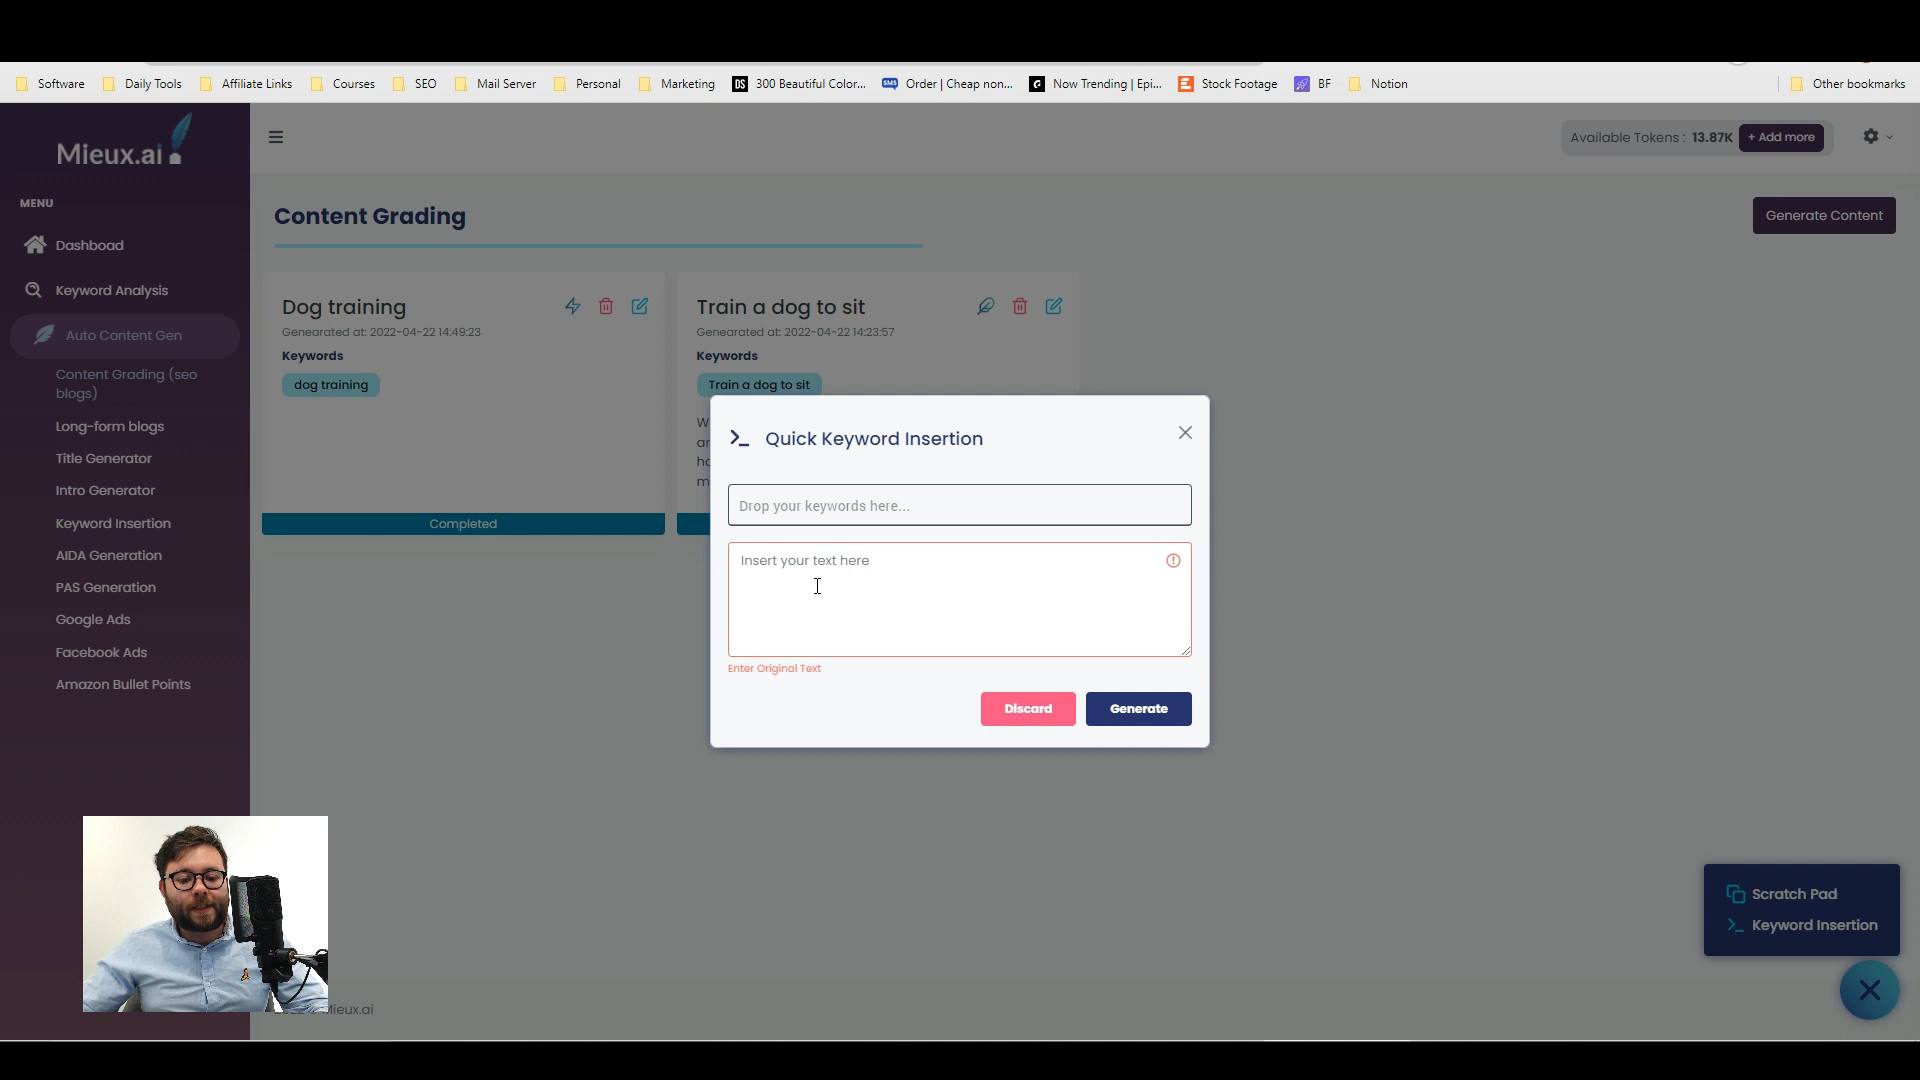 Software
Daily Tools
Affiliate Links
Courses
SEO
Mail Server
Personal
Marketing
DS
300 Beautiful Color...
SMS
Order | Cheap non...
Now Trending | Epi...
Stock Footage
BF
Notion
Other bookmarks
Mieux.ai
Available Tokens : 13.87K
+ Add more
MENU
Dashboad
Keyword Analysis
Auto Content Gen
Content Grading (seo
blogs)
Long-form blogs
Title Generator
Intro Generator
Keyword Insertion
AIDA Generation
PAS Generation
Google Ads
Facebook Ads
Amazon Bullet Points
Content Grading
Generate Content
Dog training
Genearated at: 2022-04-22 14:49:23
Keywords
dog training
Completed
Train a dog to sit
Genearated at: 2022-04-22 14:23:57
Keywords
Train a dog to sit
Quick Keyword Insertion
Drop your keywords here...
Insert your text here
Enter Original Text
Discard
Generate
Scratch Pad
Keyword Insertion